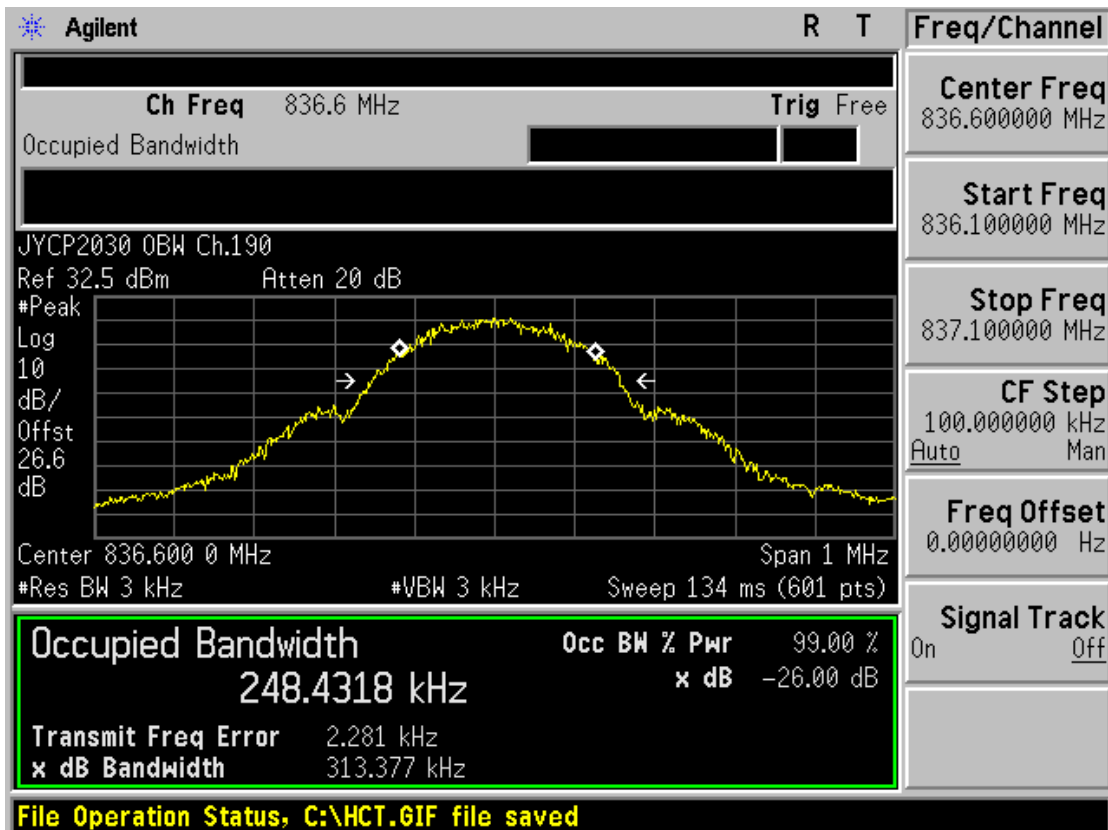 Agilent R T Freq/Channel
Ch Freq 836.6 MHz Trig Free
Occupied Bandwidth
Center Freq
836.600000 MHz
Start Freq
836.100000 MHz
Stop Freq
837.100000 MHz
CF Step
100.000000 kHz
Auto Man
Freq Offset
0.00000000 Hz
Signal Track
On Off
JYCP2030 OBW Ch.190
Ref 32.5 dBm Atten 20 dB
#Peak
Log
10
dB/
Offst
26.6
dB
Center 836.600 0 MHz Span 1 MHz
#Res BW 3 kHz #VBW 3 kHz Sweep 134 ms (601 pts)
Occupied Bandwidth Occ BW % Pwr 99.00 %
248.4318 kHz x dB -26.00 dB
Transmit Freq Error 2.281 kHz
x dB Bandwidth 313.377 kHz
File Operation Status, C:\HCT.GIF file saved